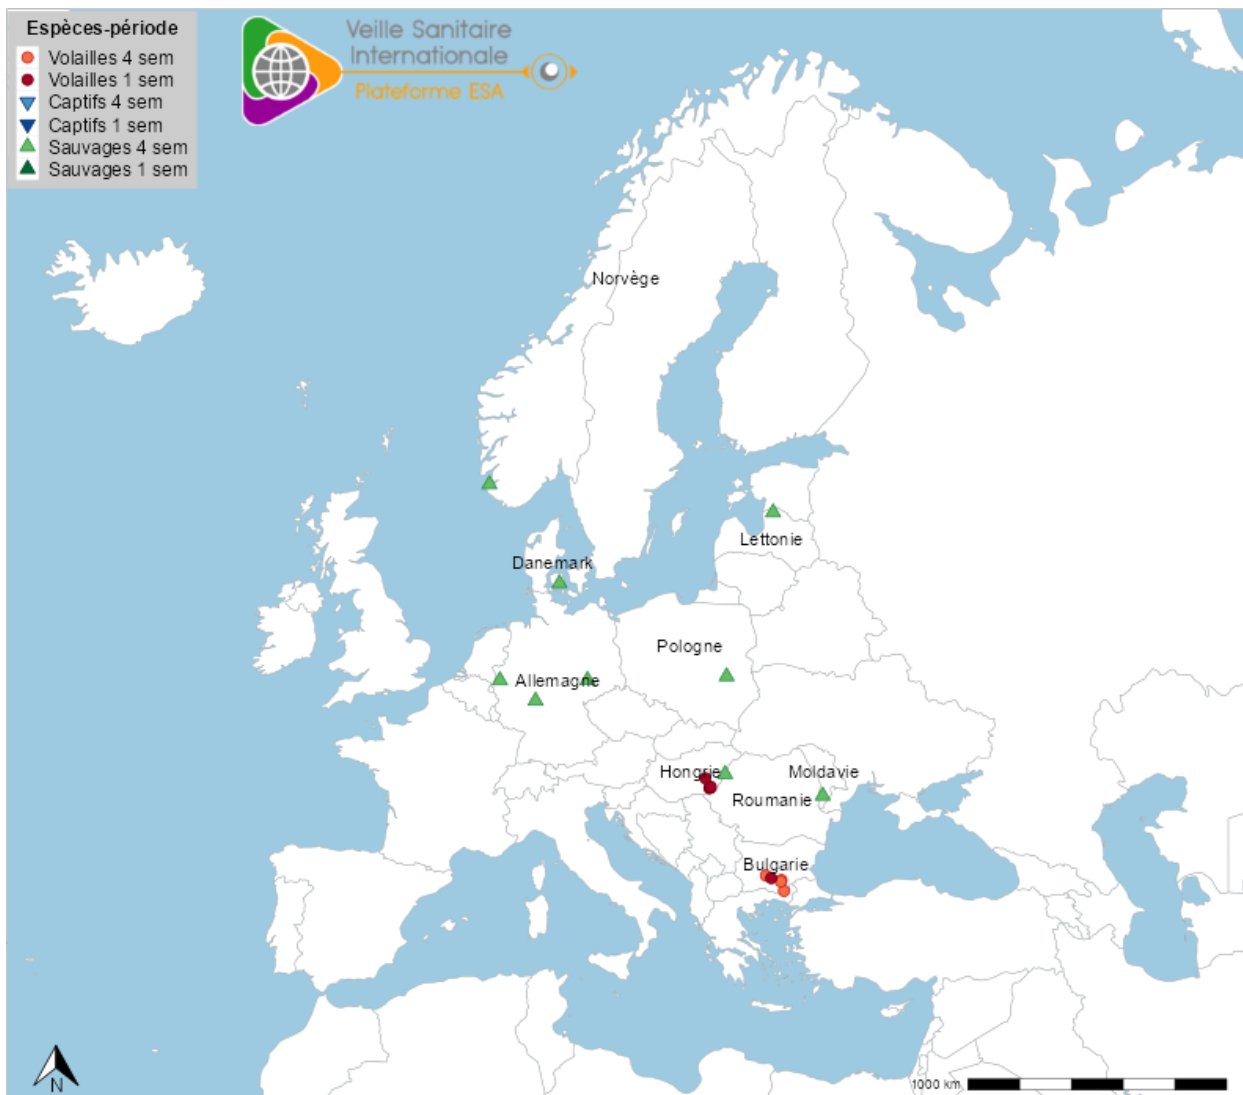 Espèces-période
Volailles 4 sem
Volailles 1 sem
Captifs 4 sem
Captifs 1 sem
Sauvages 4 sem
Sauvages 1 sem
Veille Sanitaire
Internationale
Plateforme ESA
Norvège
Lettonie
Danemark
Pologne
Allemagne
Hongrie
Moldavie
Roumanie
Bulgarie
N
1000 km